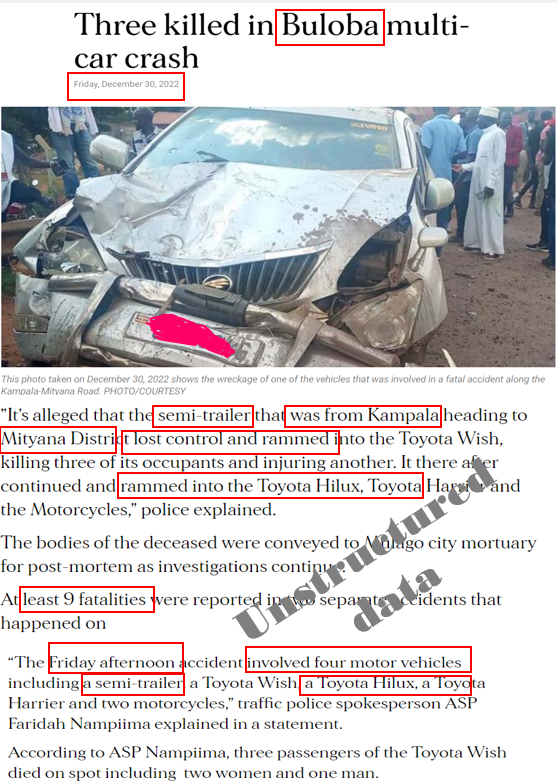 Three killed in Buloba multi-
car crash
Friday, December 30, 2022
This photo taken on December 30, 2022 shows the wreckage of one of the vehicles that was involved in a fatal accident along the
Kampala-Mityana Road. PHOTO/COURTESY
"It's alleged that the semi-trailer that was from Kampala heading to
Mityana District lost control and rammed into the Toyota Wish,
killing three of its occupants and injuring another. It there after
continued and rammed into the Toyota Hilux, Toyota Harrier and
the Motorcycles,” police explained.
The bodies of the deceased were conveyed to Mulago city mortuary
for post-mortem as investigations continue.
At least 9 fatalities were reported in two separate accidents that
happened on
Unstructured
data
“The Friday afternoon accident involved four motor vehicles
including a semi-trailer, a Toyota Wish, a Toyota Hilux, a Toyota
Harrier and two motorcycles,” traffic police spokesperson ASP
Faridah Nampiima explained in a statement.
According to ASP Nampiima, three passengers of the Toyota Wish
died on spot including two women and one man.